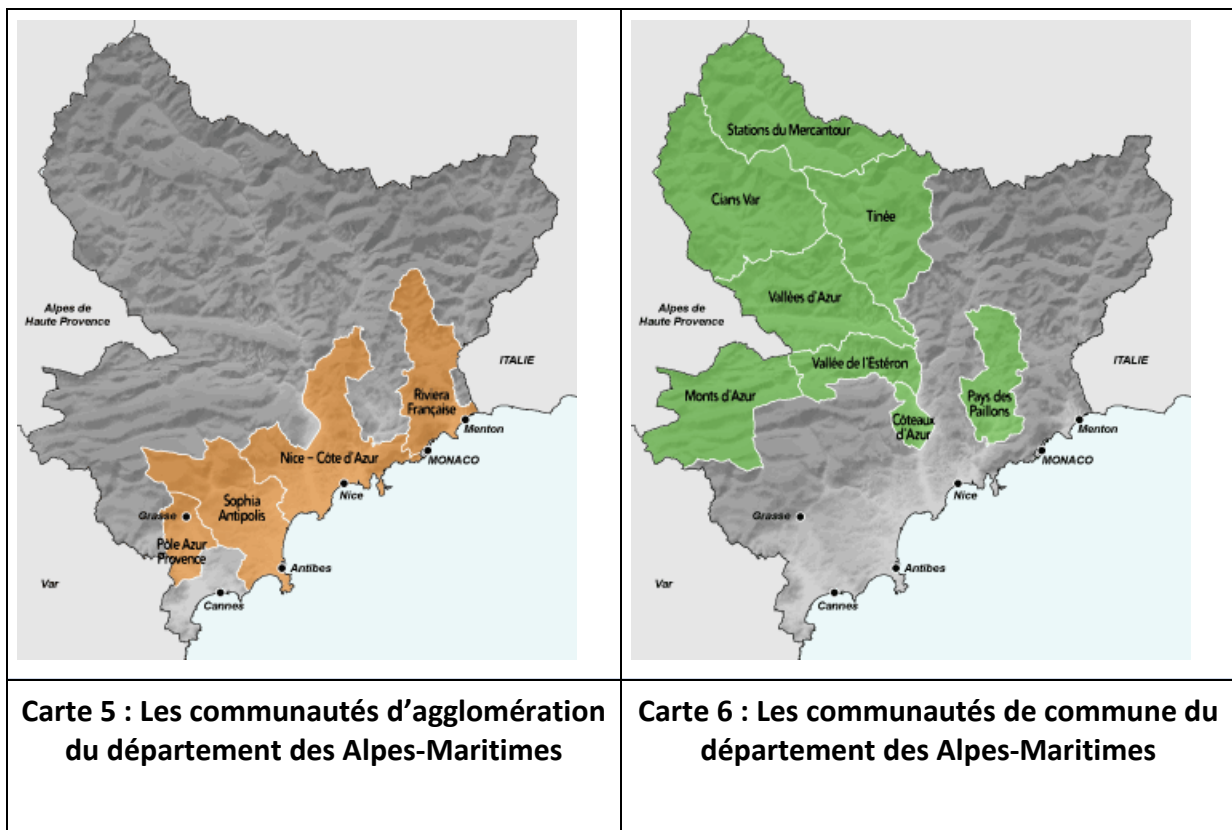 Alpes de
Haute Provence
ITALIE
Riviera
Française
Menton
Nice – Côte d'Azur
MONACO
Nice
Sophia
Antipolis
Grasse
Pôle Azur
Provence
Antibes
Var
Cannes
Stations du Mercantour
Cians Var
Tinée
Vallées d'Azur
Alpes de
Haute Provence
ITALIE
Vallée de l'Estéron
Monts d'Azur
Pays des
Paillons
Côteaux
d'Azur
Menton
MONACO
Nice
Grasse
Antibes
Var
Cannes
Carte 5 : Les communautés d’agglomération
du département des Alpes-Maritimes
Carte 6 : Les communautés de commune du
département des Alpes-Maritimes